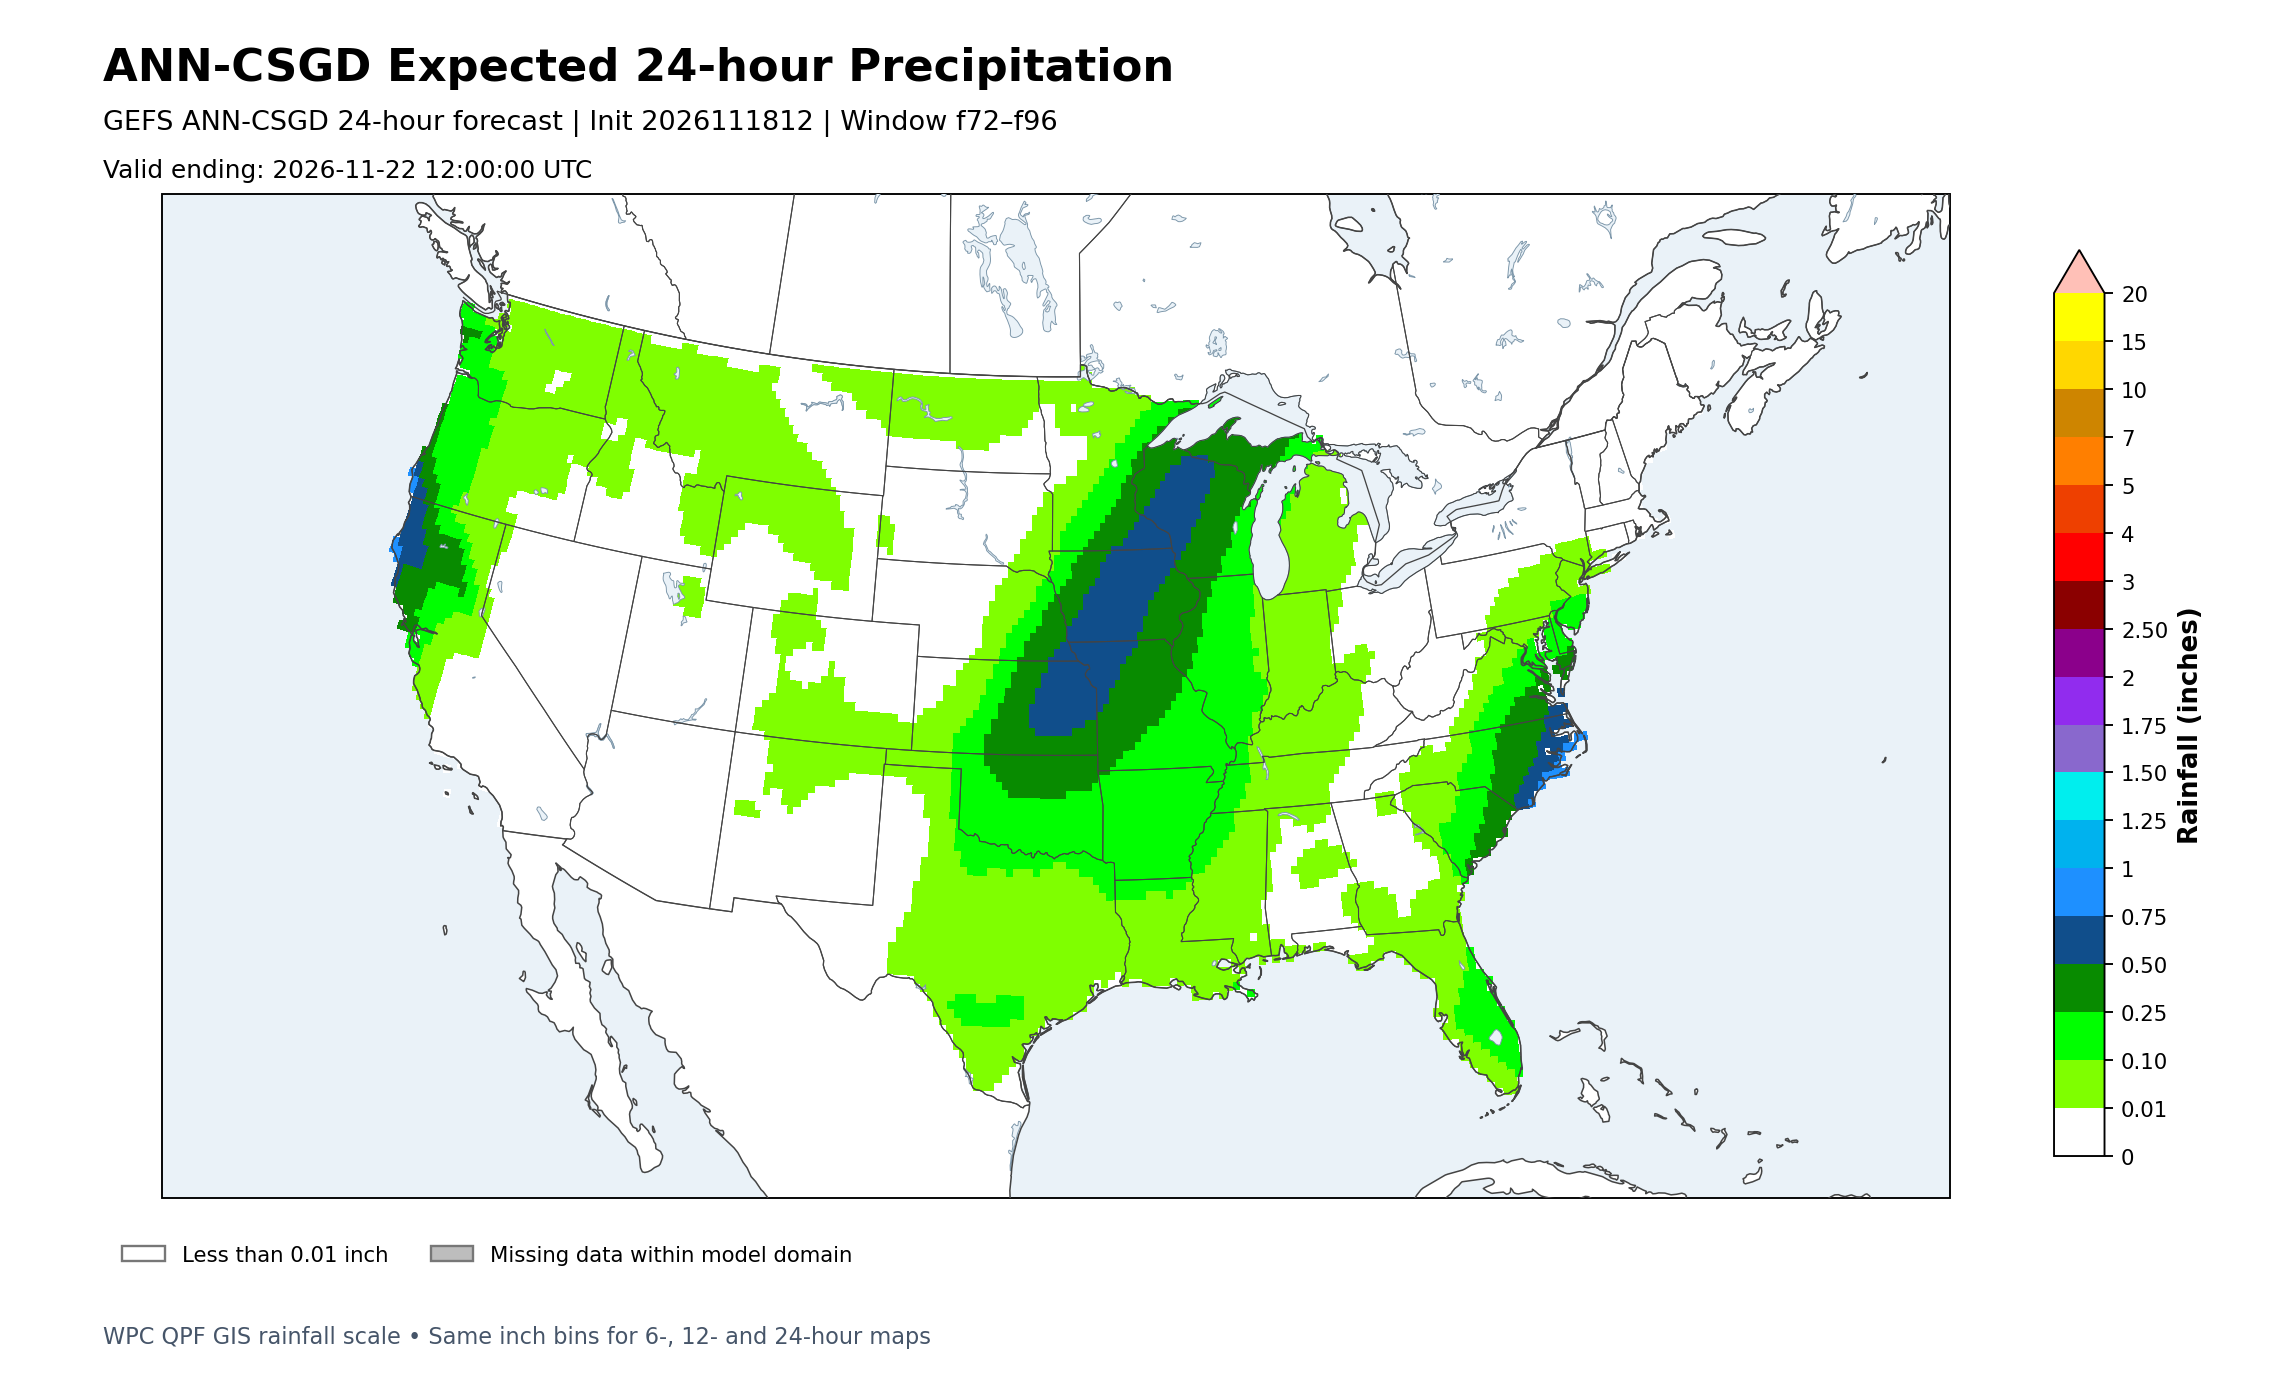 ANN-CSGD Expected 24-hour Precipitation
GEFS ANN-CSGD 24-hour forecast | Init 2026111812 | Window f72–f96
Valid ending: 2026-11-22 12:00:00 UTC
20
15
10
7
5
4
3
2.50
2
1.75
1.50
1.25
1
0.75
0.50
0.25
0.10
0.01
0
Rainfall (inches)
Less than 0.01 inch
Missing data within model domain
WPC QPF GIS rainfall scale • Same inch bins for 6-, 12- and 24-hour maps